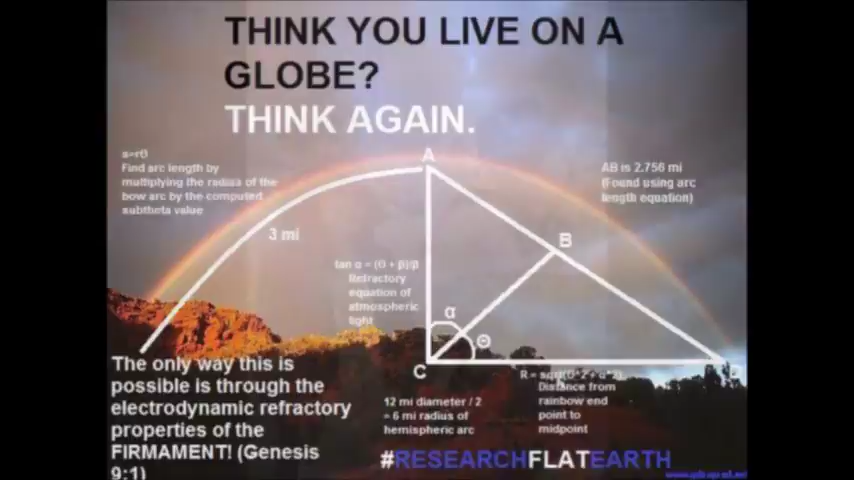 THINK YOU LIVE ON A
GLOBE?
THINK AGAIN.
s=rθ
Find arc length by
multiplying the radius of the
bow arc by the computed
subtheta value
A
AB is 2.756 mi
(Found using arc
length equation)
3 mi
B
tan α = (Θ + β)/β
Refractory
equation of
atmospheric
light
α
Θ
C
D
The only way this is
possible is through the
electrodynamic refractory
properties of the
FIRMAMENT! (Genesis
9:1)
12 mi diameter / 2
= 6 mi radius of
hemispheric arc
Distance from
rainbow end
point to
midpoint
#RESEARCHFLATEARTH